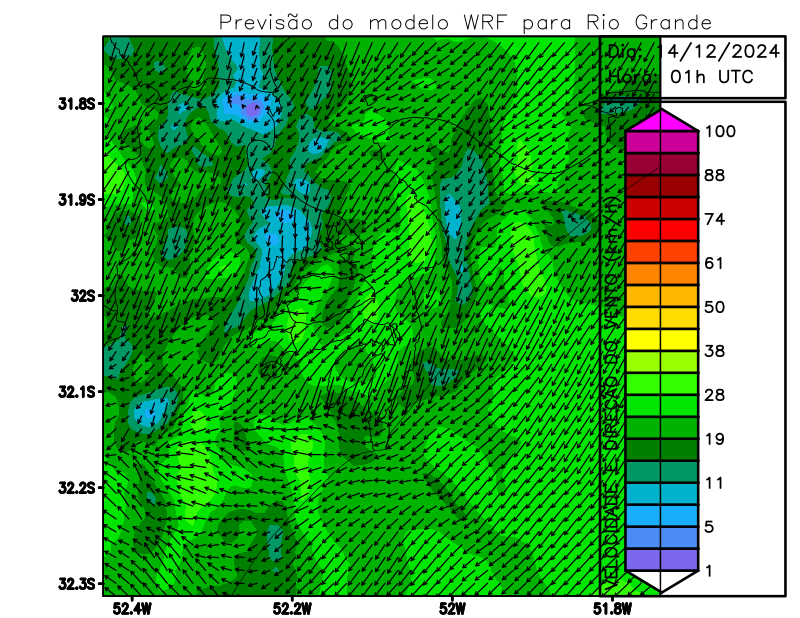 Previsão do modelo WRF para Rio Grande
Dia: 14/12/2024
Hora: 01h UTC
31.8S
31.9S
32S
32.1S
32.2S
32.3S
52.4W
52.2W
52W
51.8W
VELOCIDADE E DIREÇÃO DO VENTO (km/h)
100
88
74
61
50
38
28
19
11
5
1